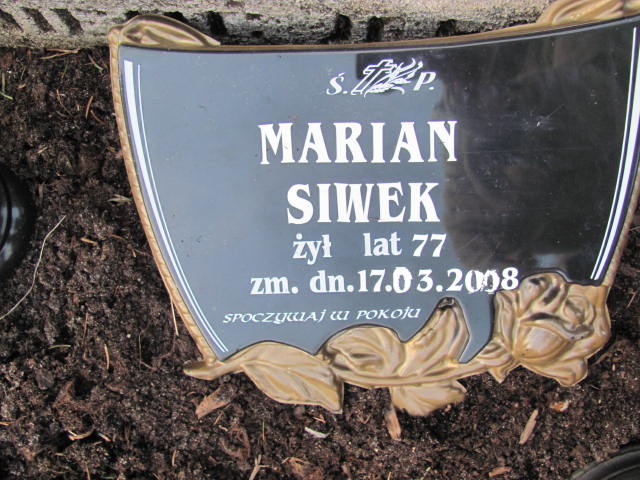 Ś. P.
MARIAN
SIWEK
żył lat 77
zm. dn. 17.03.2008
SPOCZYWAJ W POKOJU